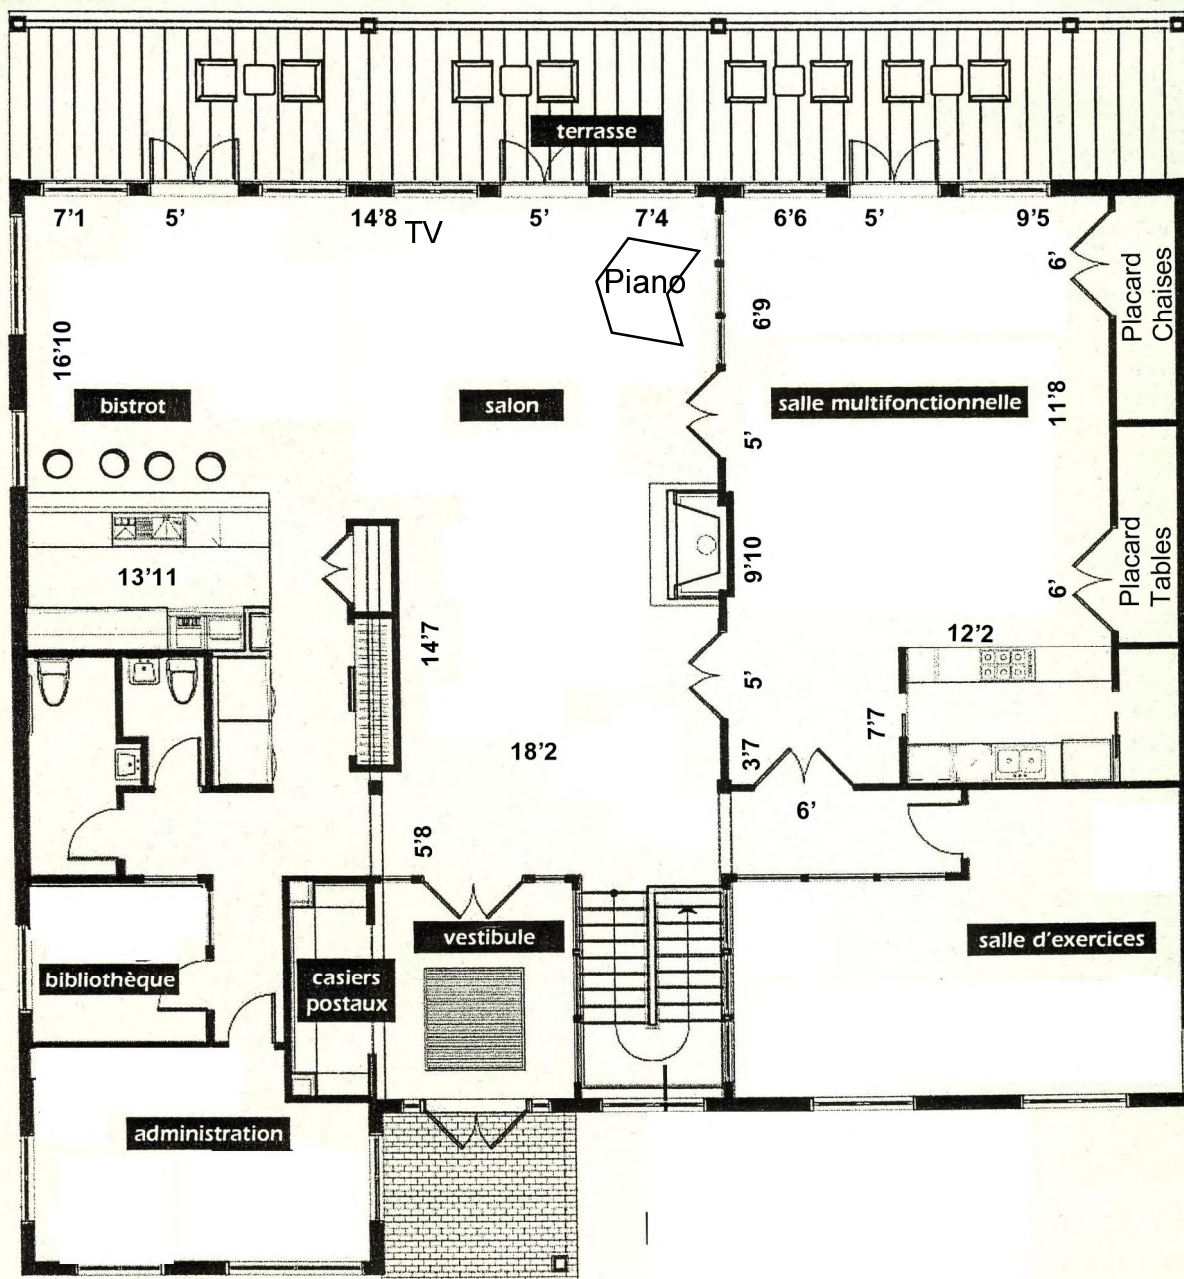 terrasse
7'1
5'
14'8
TV
5'
7'4
6'6
5'
9'5
6'
Placard
Chaises
Piano
6'9
16'10
bistrot
salon
salle multifonctionnelle
11'8
5'
13'11
9'10
Placard
Tables
6'
14'7
12'2
5'
7'7
18'2
3'7
6'
5'8
vestibule
salle d'exercices
bibliothèque
casiers
postaux
administration